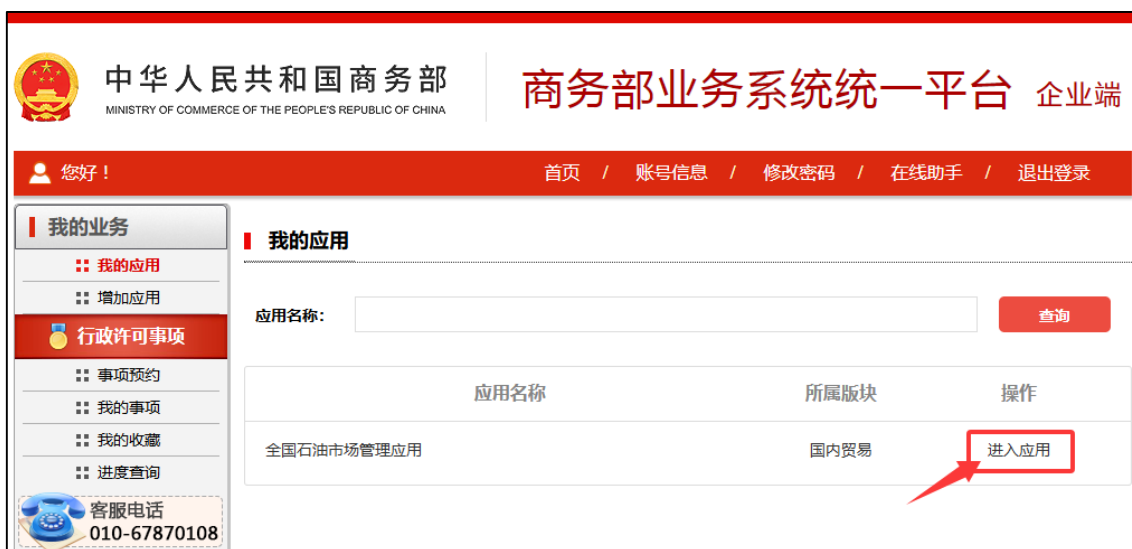 中华人民共和国商务部
MINISTRY OF COMMERCE OF THE PEOPLE'S REPUBLIC OF CHINA
商务部业务系统统一平台 企业端
您好！ 首页 / 账号信息 / 修改密码 / 在线助手 / 退出登录
我的业务
我的应用
增加应用
行政许可事项
事项预约
我的事项
我的收藏
进度查询
客服电话
010-67870108
我的应用
应用名称： 查询
应用名称 所属版块 操作
全国石油市场管理应用 国内贸易 进入应用